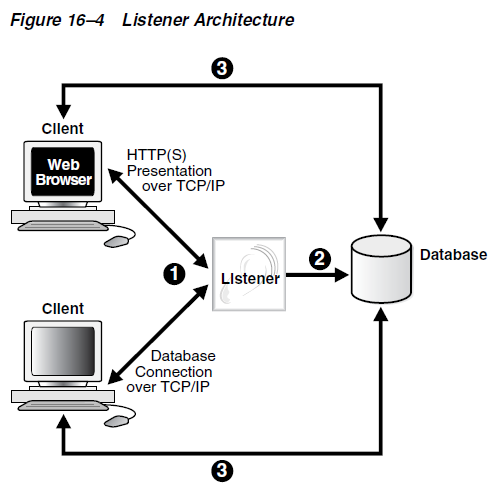 Figure 16–4 Listener Architecture
3
Client
Web
Browser
HTTP(S)
Presentation
over TCP/IP
1
Listener
2
Database
Client
Database
Connection
over TCP/IP
3